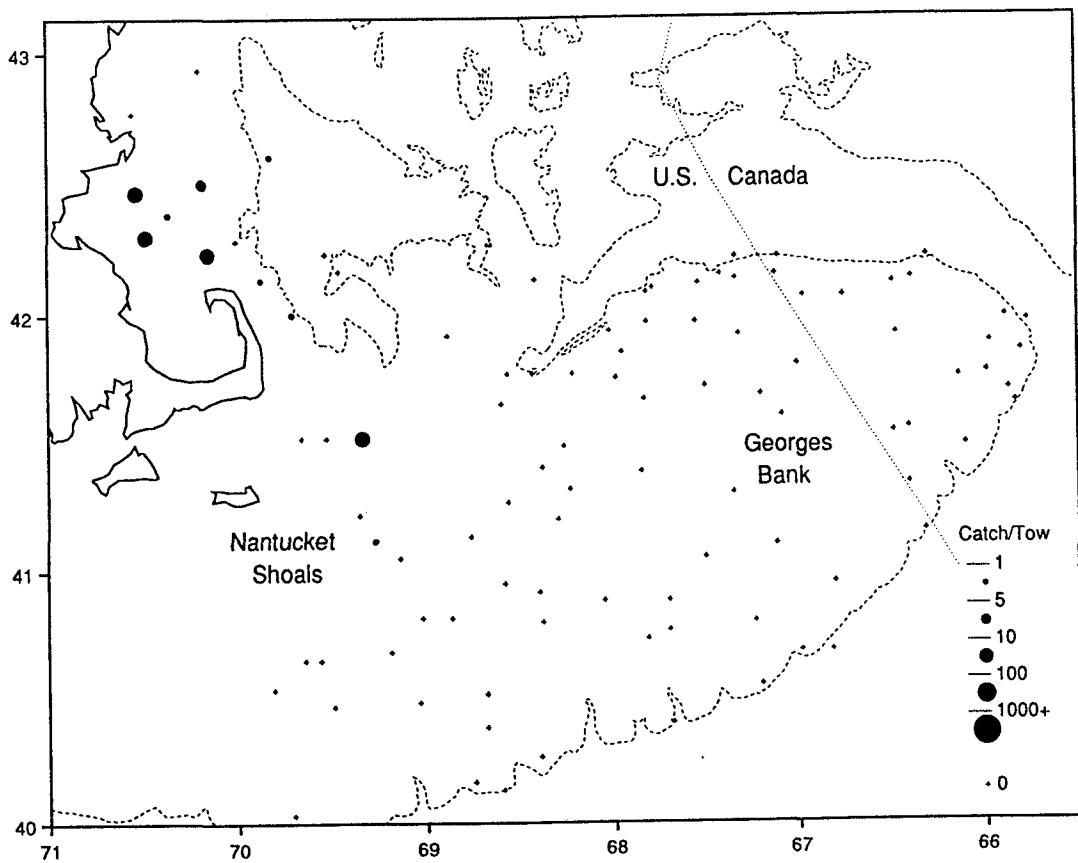 43
U.S. Canada
42
Georges
Bank
Nantucket
Shoals
41
Catch/Tow
1
5
10
100
1000+
0
40
71 70 69 68 67 66